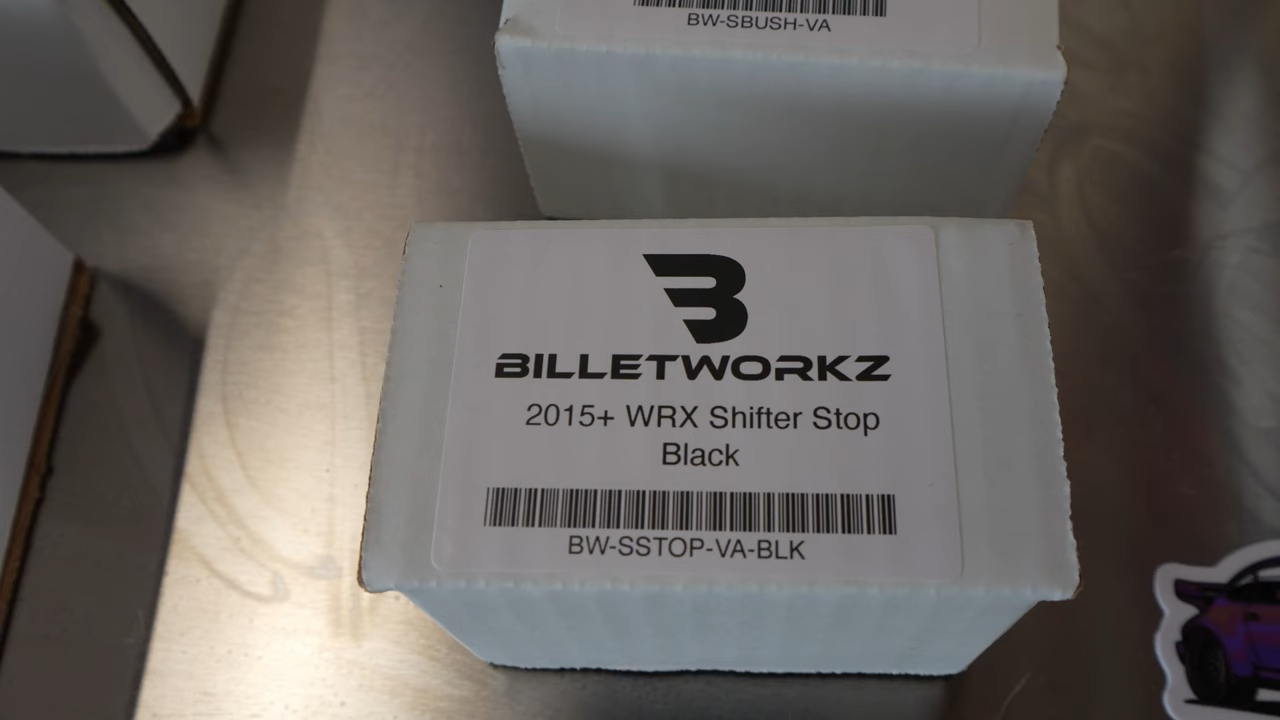 BW-SBUSH-VA
BILLETWORKZ
2015+ WRX Shifter Stop
Black
BW-SSTOP-VA-BLK